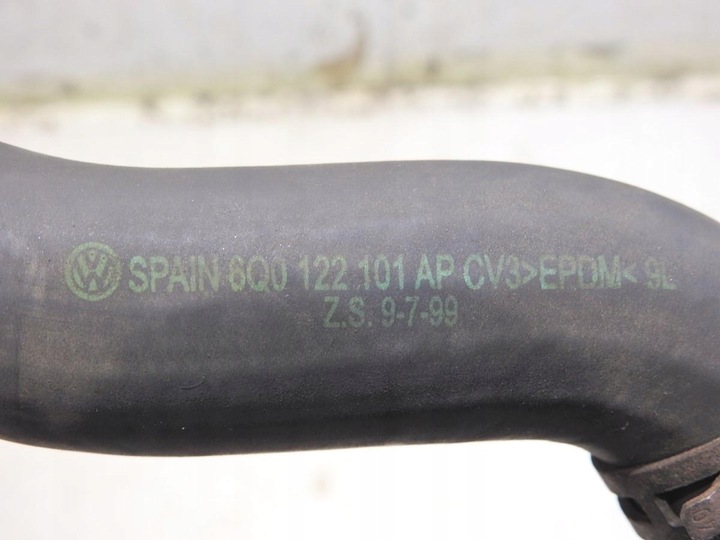 SPAIN 6Q0 122 101 AP CV3>EPDM< 9L
Z.S. 9-7-99